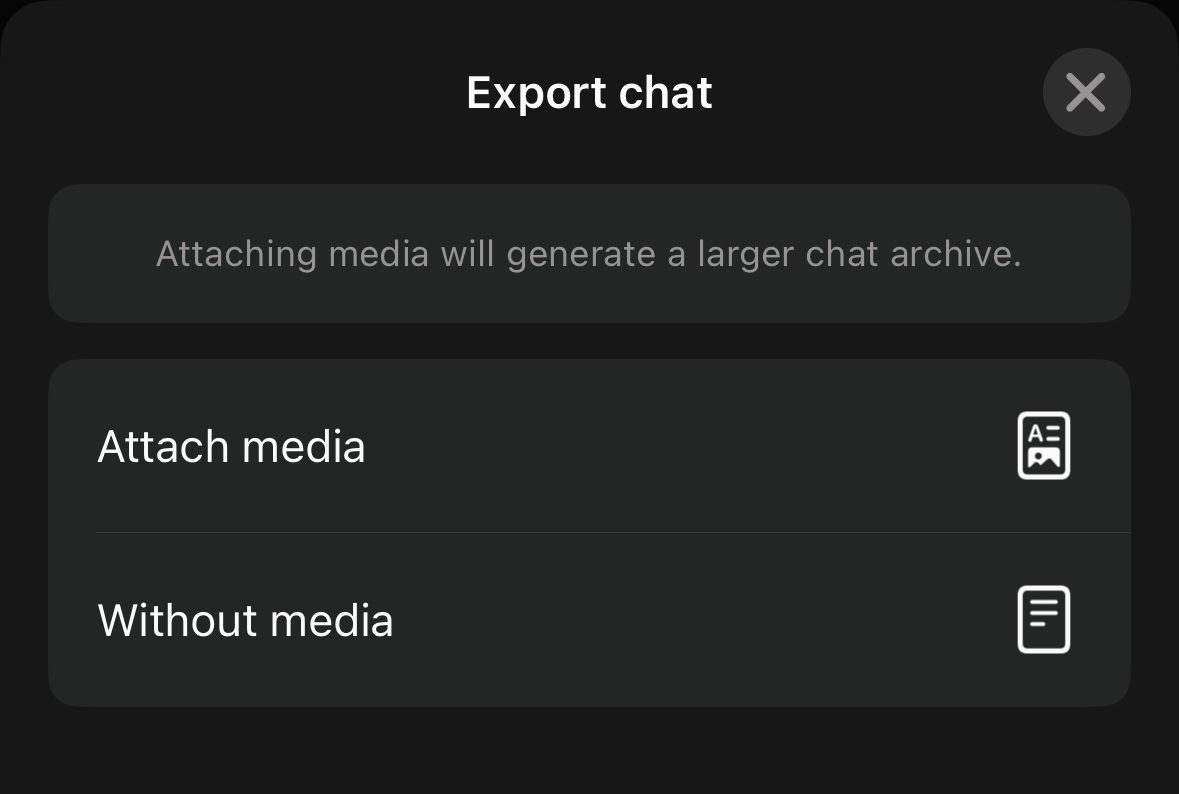 Export chat
Attaching media will generate a larger chat archive.
Attach media
Without media